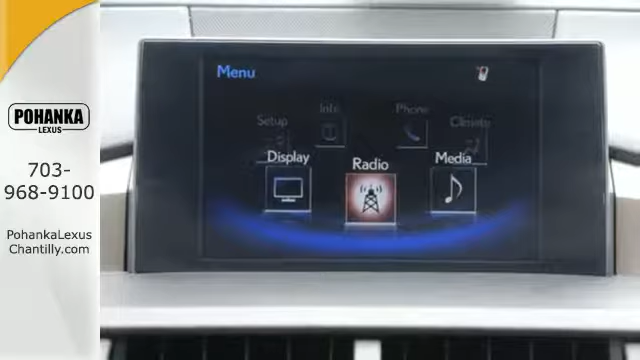 POHANKA
LEXUS
703-
968-9100
PohankaLexus
Chantilly.com
Menu
Info
Phone
Setup
Climate
Display
Radio
Media